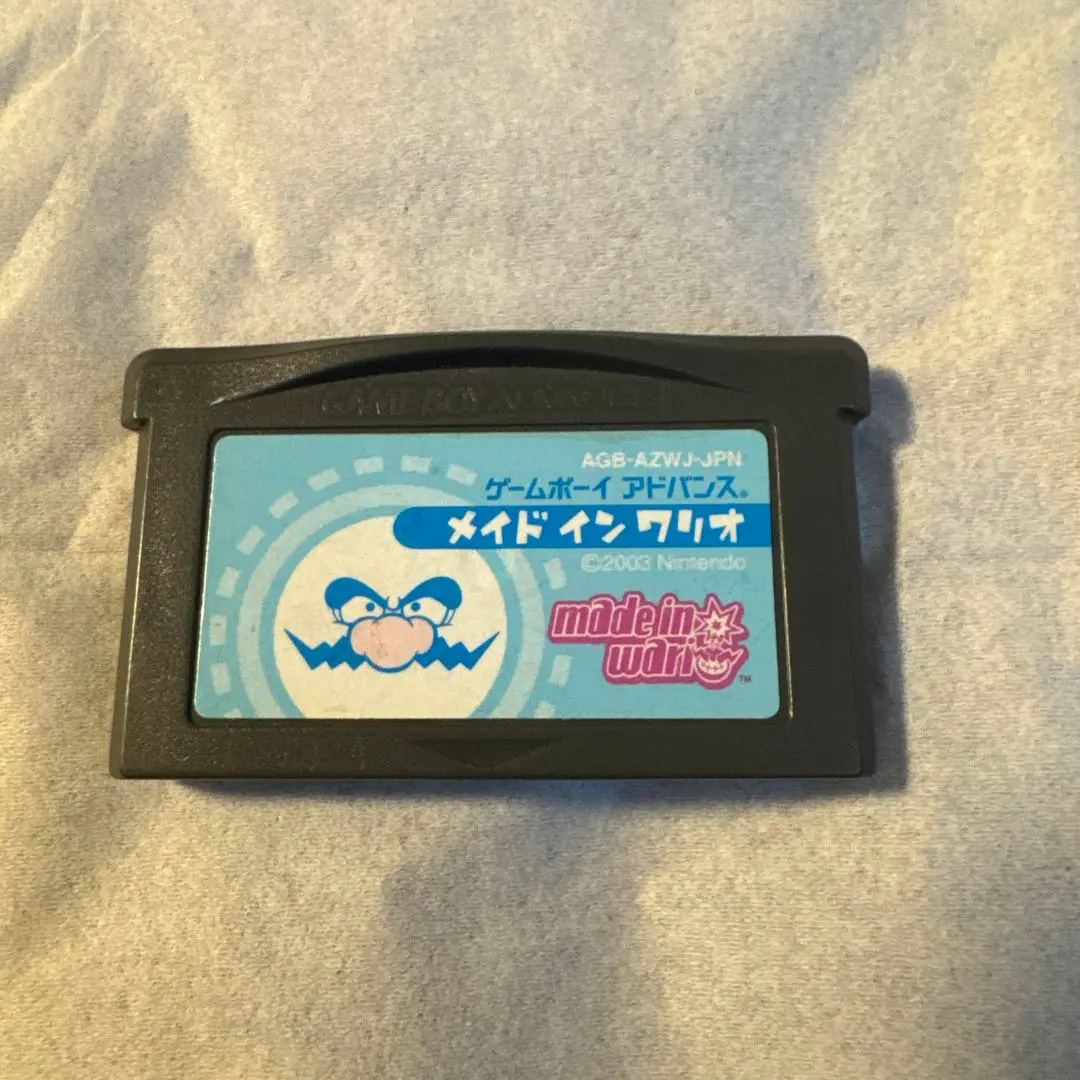 GAME BOY ADVANCE
AGB-AZWJ-JPN
ゲームボーイ アドバンス®
メイド イン ワリオ
©2003 Nintendo
made in
wario
TM